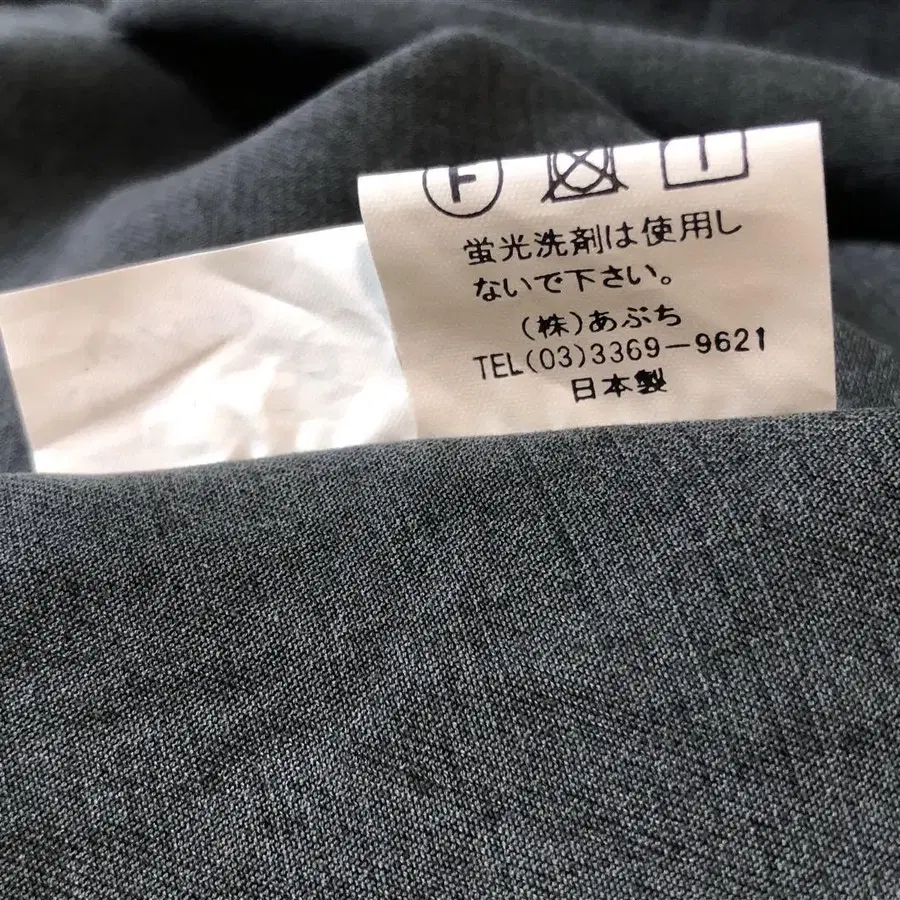 F
蛍光洗剤は使用し
ないで下さい。
(株)あぶち
TEL(03)3369-9621
日本製